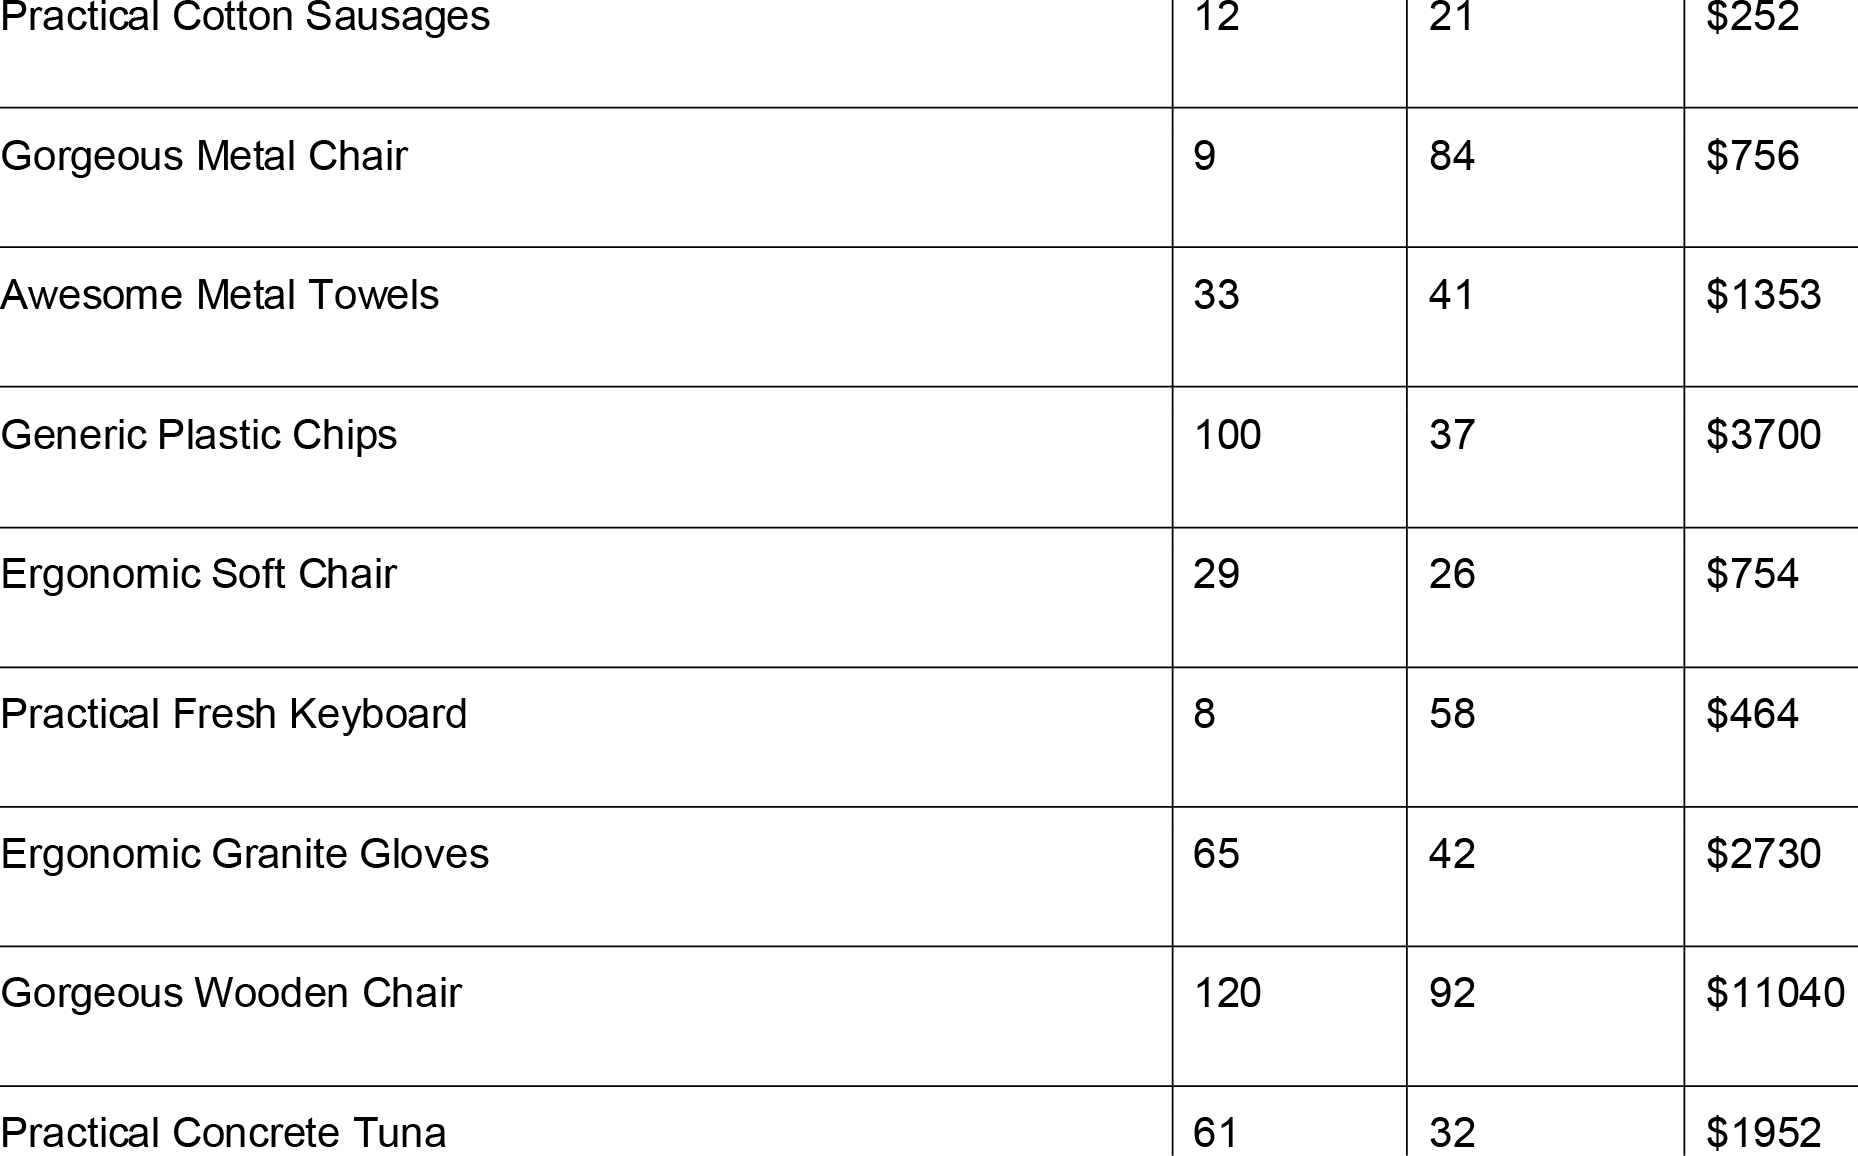 Practical Cotton Sausages 12 21 $252
Gorgeous Metal Chair 9 84 $756
Awesome Metal Towels 33 41 $1353
Generic Plastic Chips 100 37 $3700
Ergonomic Soft Chair 29 26 $754
Practical Fresh Keyboard 8 58 $464
Ergonomic Granite Gloves 65 42 $2730
Gorgeous Wooden Chair 120 92 $11040
Practical Concrete Tuna 61 32 $1952